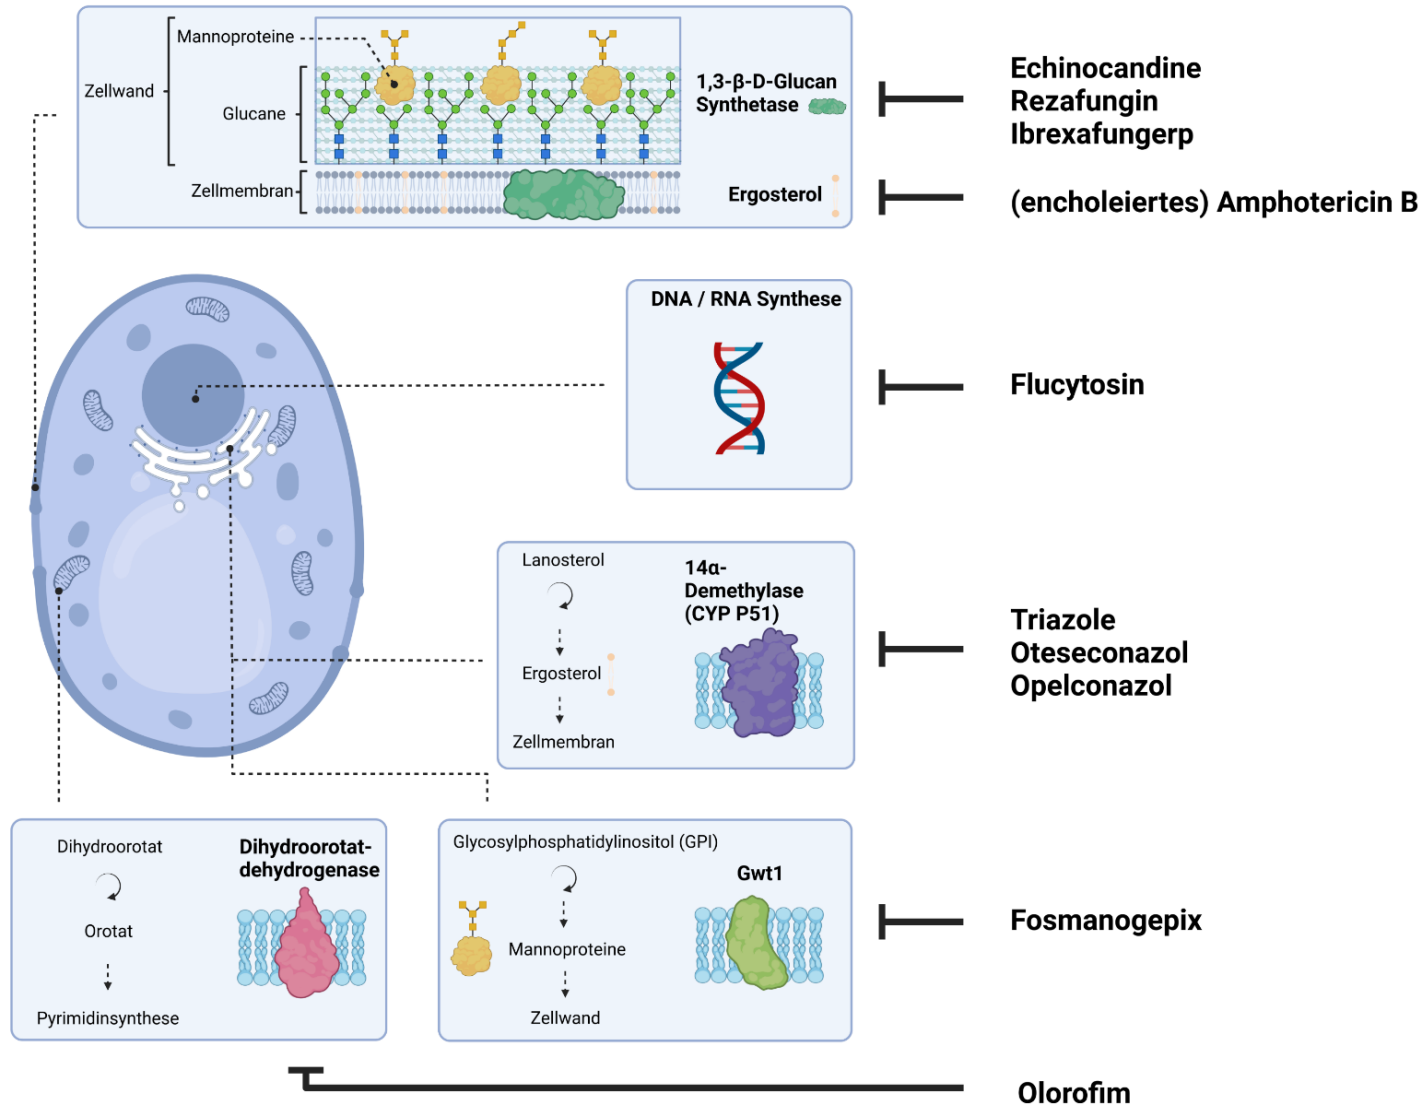 Mannoproteine
Zellwand
Glucane
Zellmembran
1,3-β-D-Glucan
Synthetase
Ergosterol
Echinocandine
Rezafungin
Ibrexafungerp
(encholeiertes) Amphotericin B
DNA / RNA Synthese
Flucytosin
Lanosterol
Ergosterol
Zellmembran
14α-
Demethylase
(CYP P51)
Triazole
Oteseconazol
Opelconazol
Dihydroorotat
Orotat
Pyrimidinsynthese
Dihydroorotat-
dehydrogenase
Glycosylphosphatidylinositol (GPI)
Mannoproteine
Zellwand
Gwt1
Fosmanogepix
Olorofim